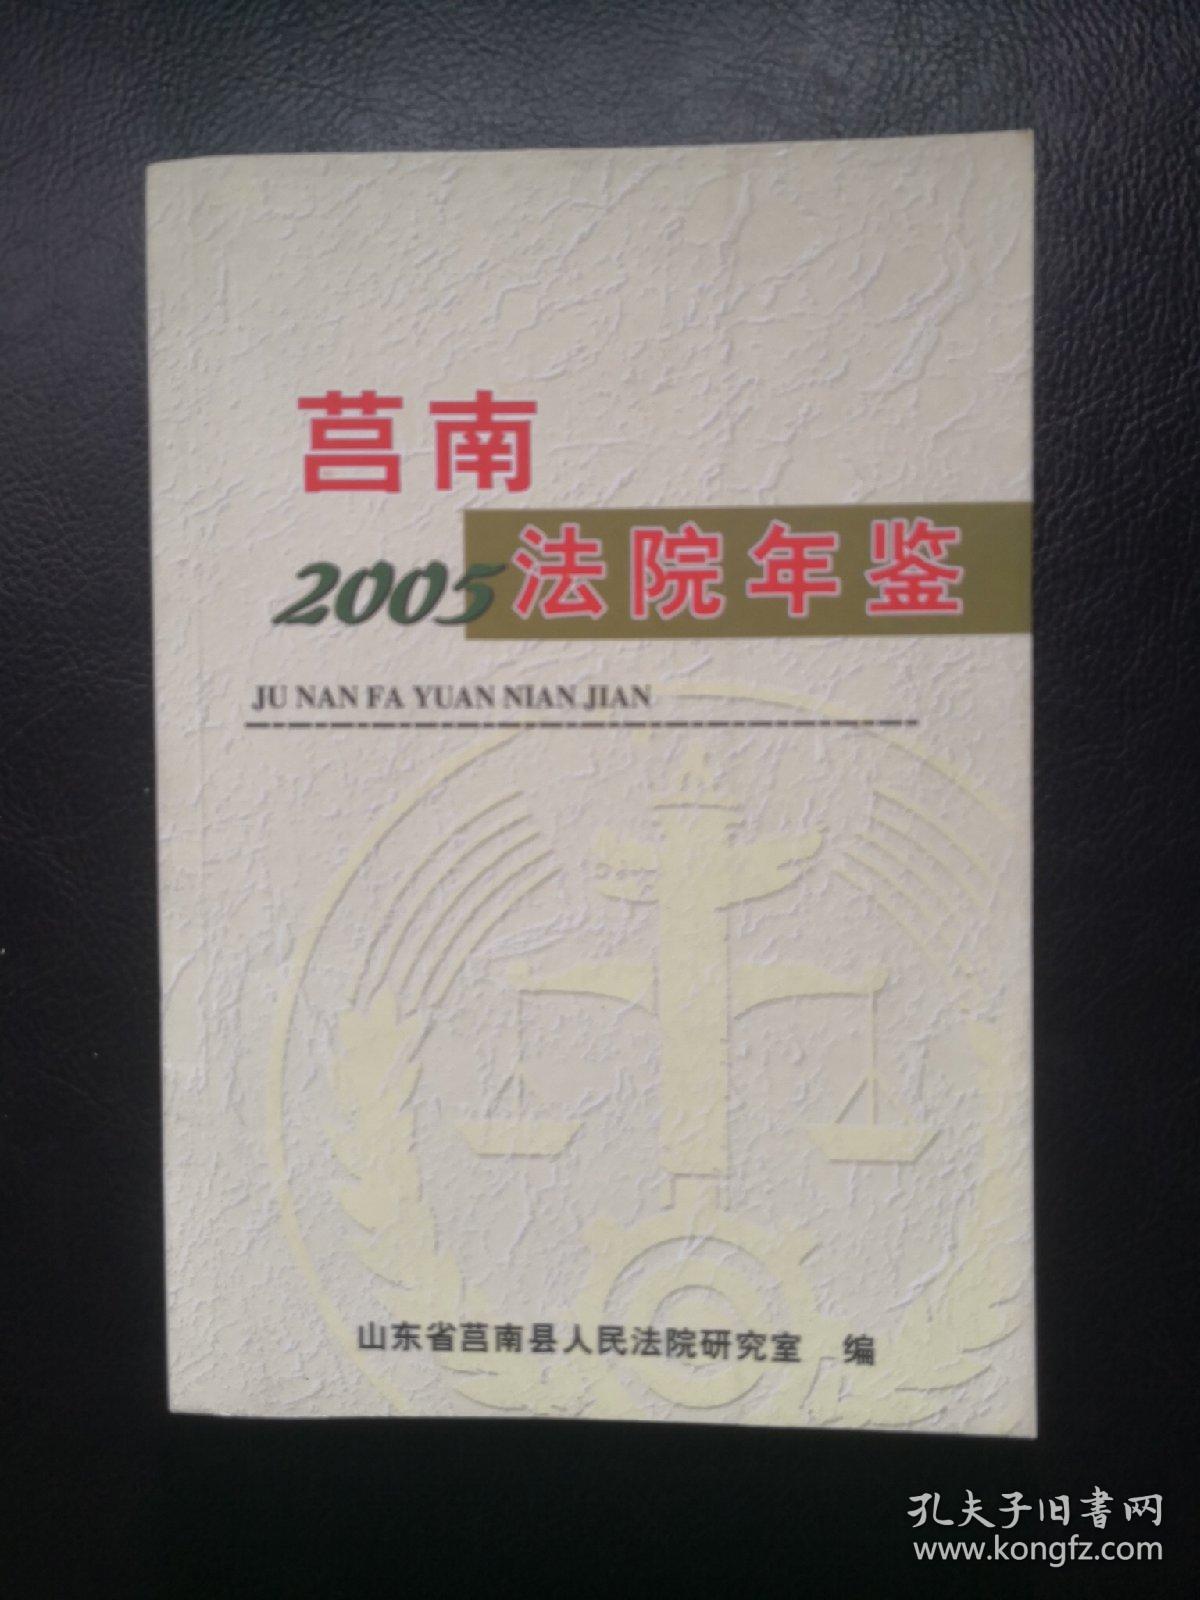 莒南
2005法院年鉴
JU NAN FA YUAN NIAN JIAN
山东省莒南县人民法院研究室 编
孔夫子旧书网
www.kongfz.com